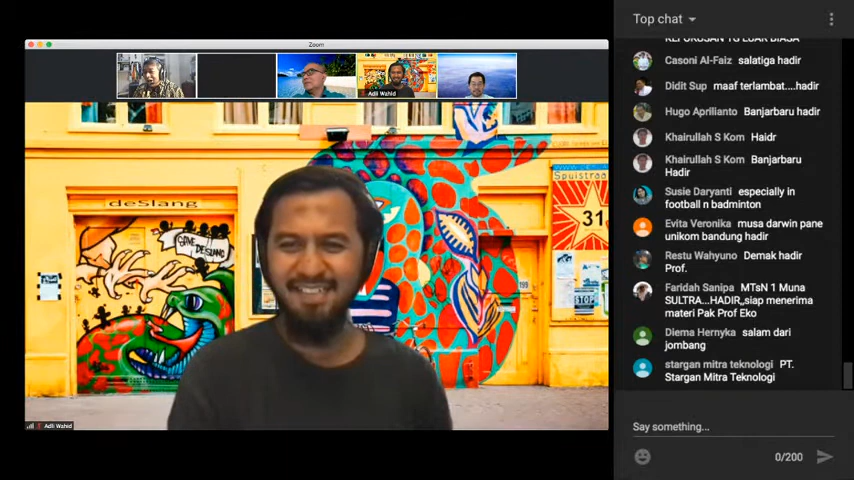 Zoom
Adli Wahid
deSlang
SAVE DESLANG
Spuistraa
31
199
STOP
Adli Wahid
Top chat
Casoni Al-Faiz salatiga hadir
Didit Sup maaf terlambat....hadir
Hugo Aprilianto Banjarbaru hadir
Khairullah S Kom Haidr
Khairullah S Kom Banjarbaru
Hadir
Susie Daryanti especially in
football n badminton
Evita Veronika musa darwin pane
unikom bandung hadir
Restu Wahyuno Demak hadir
Prof.
Faridah Sanipa MTsN 1 Muna
SULTRA...HADIR,,siap menerima
materi Pak Prof Eko
Diema Hernyka salam dari
jombang
stargan mitra teknologi PT.
Stargan Mitra Teknologi
Say something...
0/200